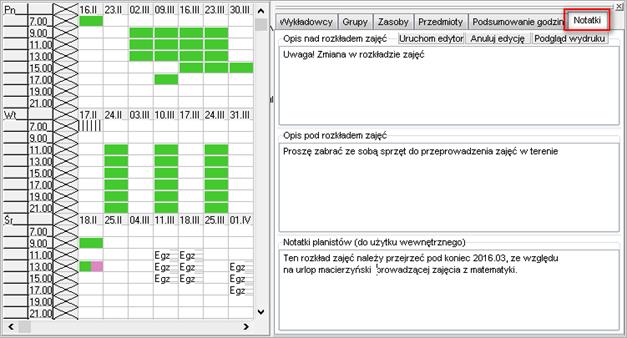 Pn 16.II 23.II 02.III 09.III 16.III 23.III 30.III
7.00
9.00
11.00
13.00
15.00
17.00
19.00
21.00
Wt 17.II 24.II 03.III 10.III 17.III 24.III 31.III
7.00
9.00
11.00
13.00
15.00
17.00
19.00
21.00
Śr 18.II 25.II 04.III 11.III 18.III 25.III 01.IV
7.00
9.00
11.00 Egz Egz
13.00 Egz Egz Egz
15.00 Egz Egz Egz
17.00 Egz
19.00
21.00
Wykładowcy Grupy Zasoby Przedmioty Podsumowanie godzin Notatki
Opis nad rozkładem zajęć Uruchom edytor Anuluj edycję Podgląd wydruku
Uwaga! Zmiana w rozkładzie zajęć
Opis pod rozkładem zajęć
Proszę zabrać ze sobą sprzęt do przeprowadzenia zajęć w terenie
Notatki planistów (do użytku wewnętrznego)
Ten rozkład zajęć należy przejrzeć pod koniec 2016.03, ze względu
na urlop macierzyński prowadzącej zajęcia z matematyki.